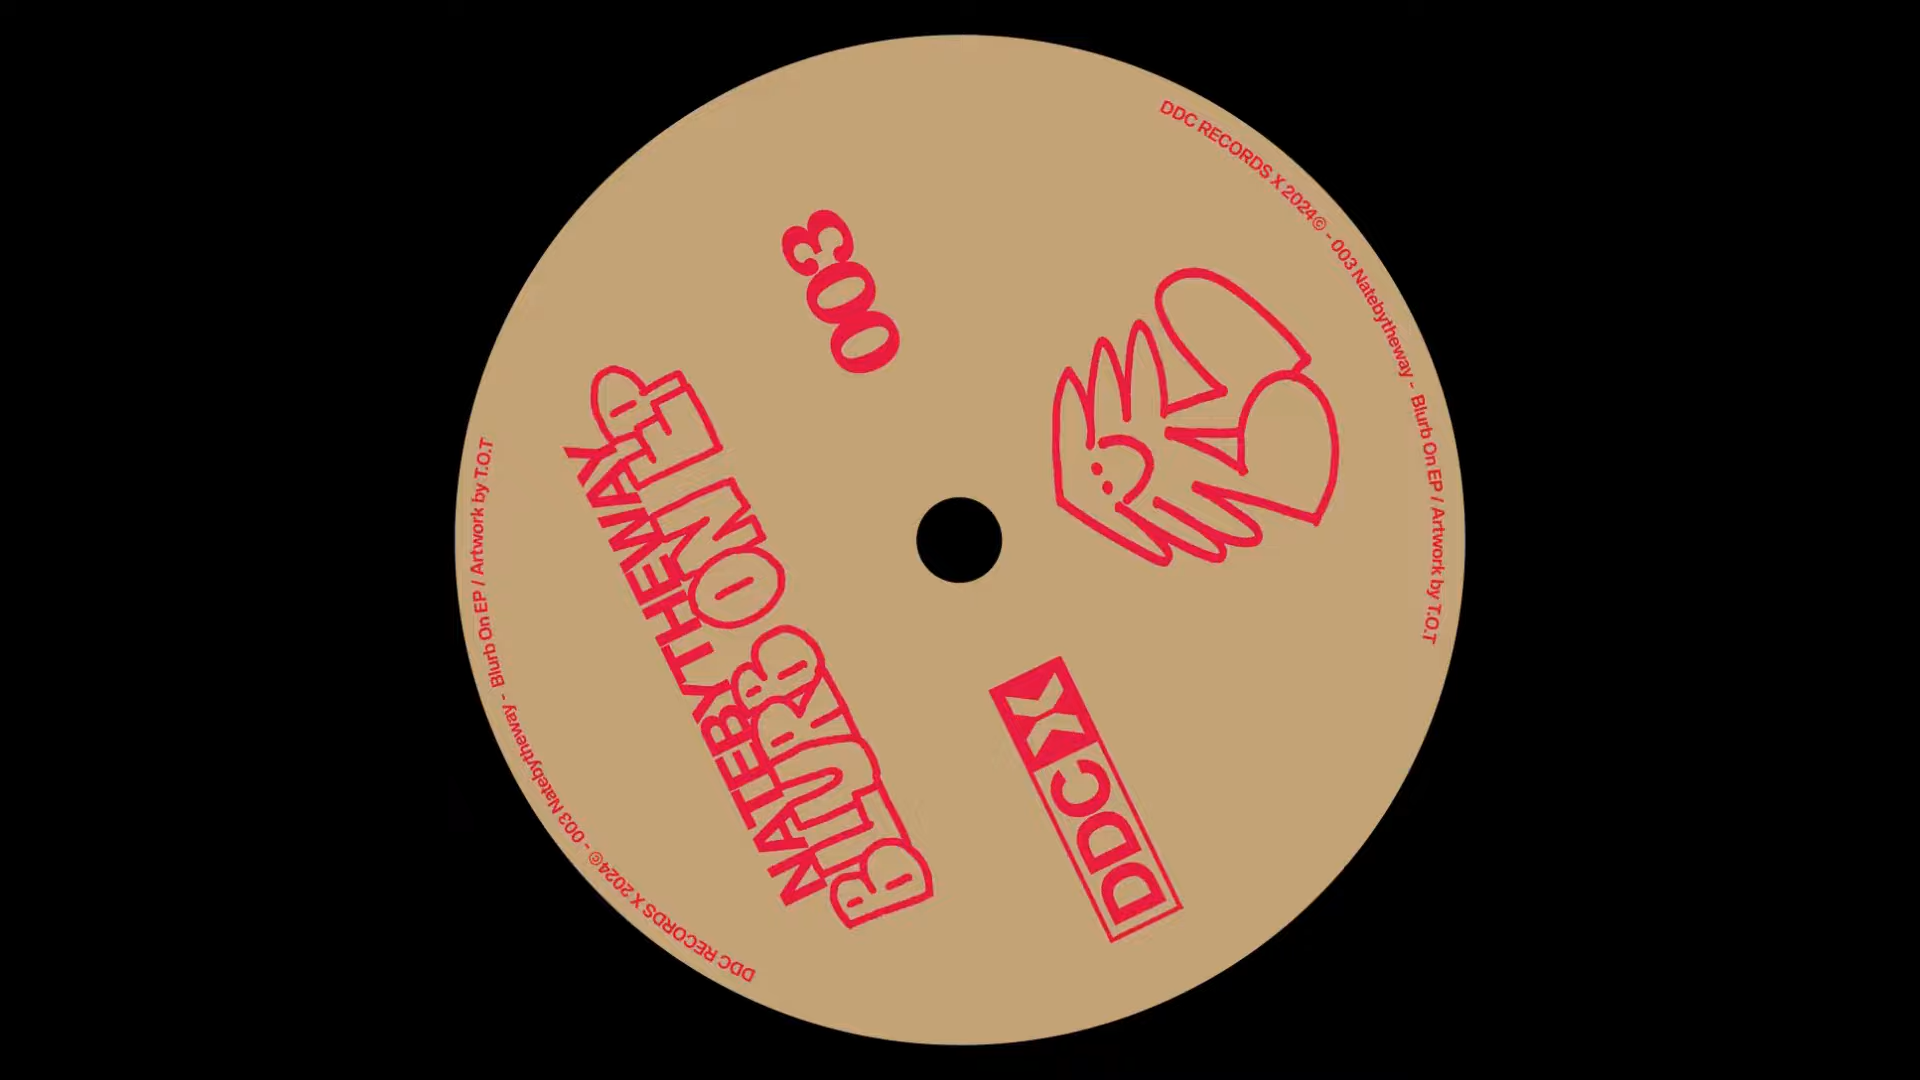 003
NATEBYTHEWAY
BLURB ON EP
DDC X
DDC RECORDS X 2024© - 003 Natebytheway - Blurb On EP / Artwork by T.O.T
DDC RECORDS X 2024© - 003 Natebytheway - Blurb On EP / Artwork by T.O.T